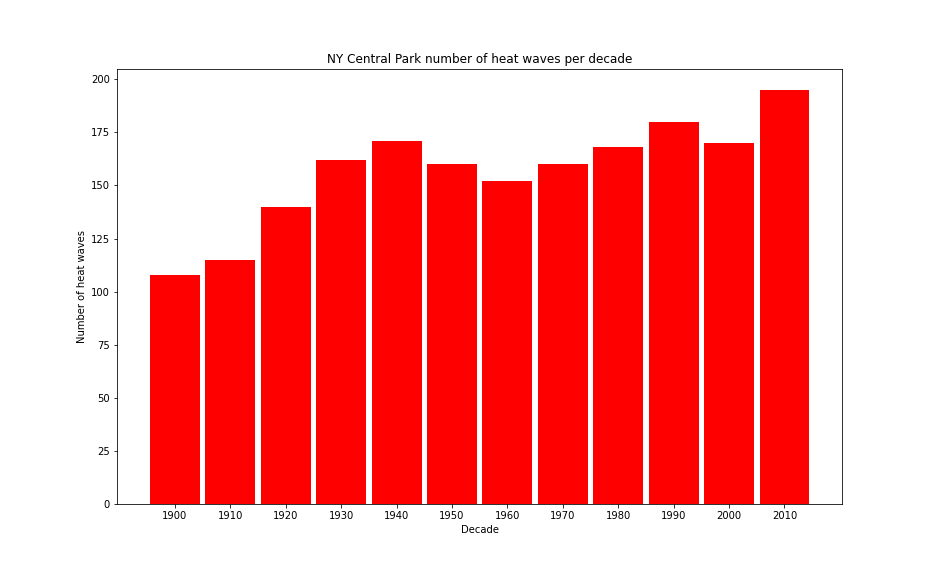 NY Central Park number of heat waves per decade
200
175
150
125
100
75
50
25
0
Number of heat waves
1900 1910 1920 1930 1940 1950 1960 1970 1980 1990 2000 2010
Decade